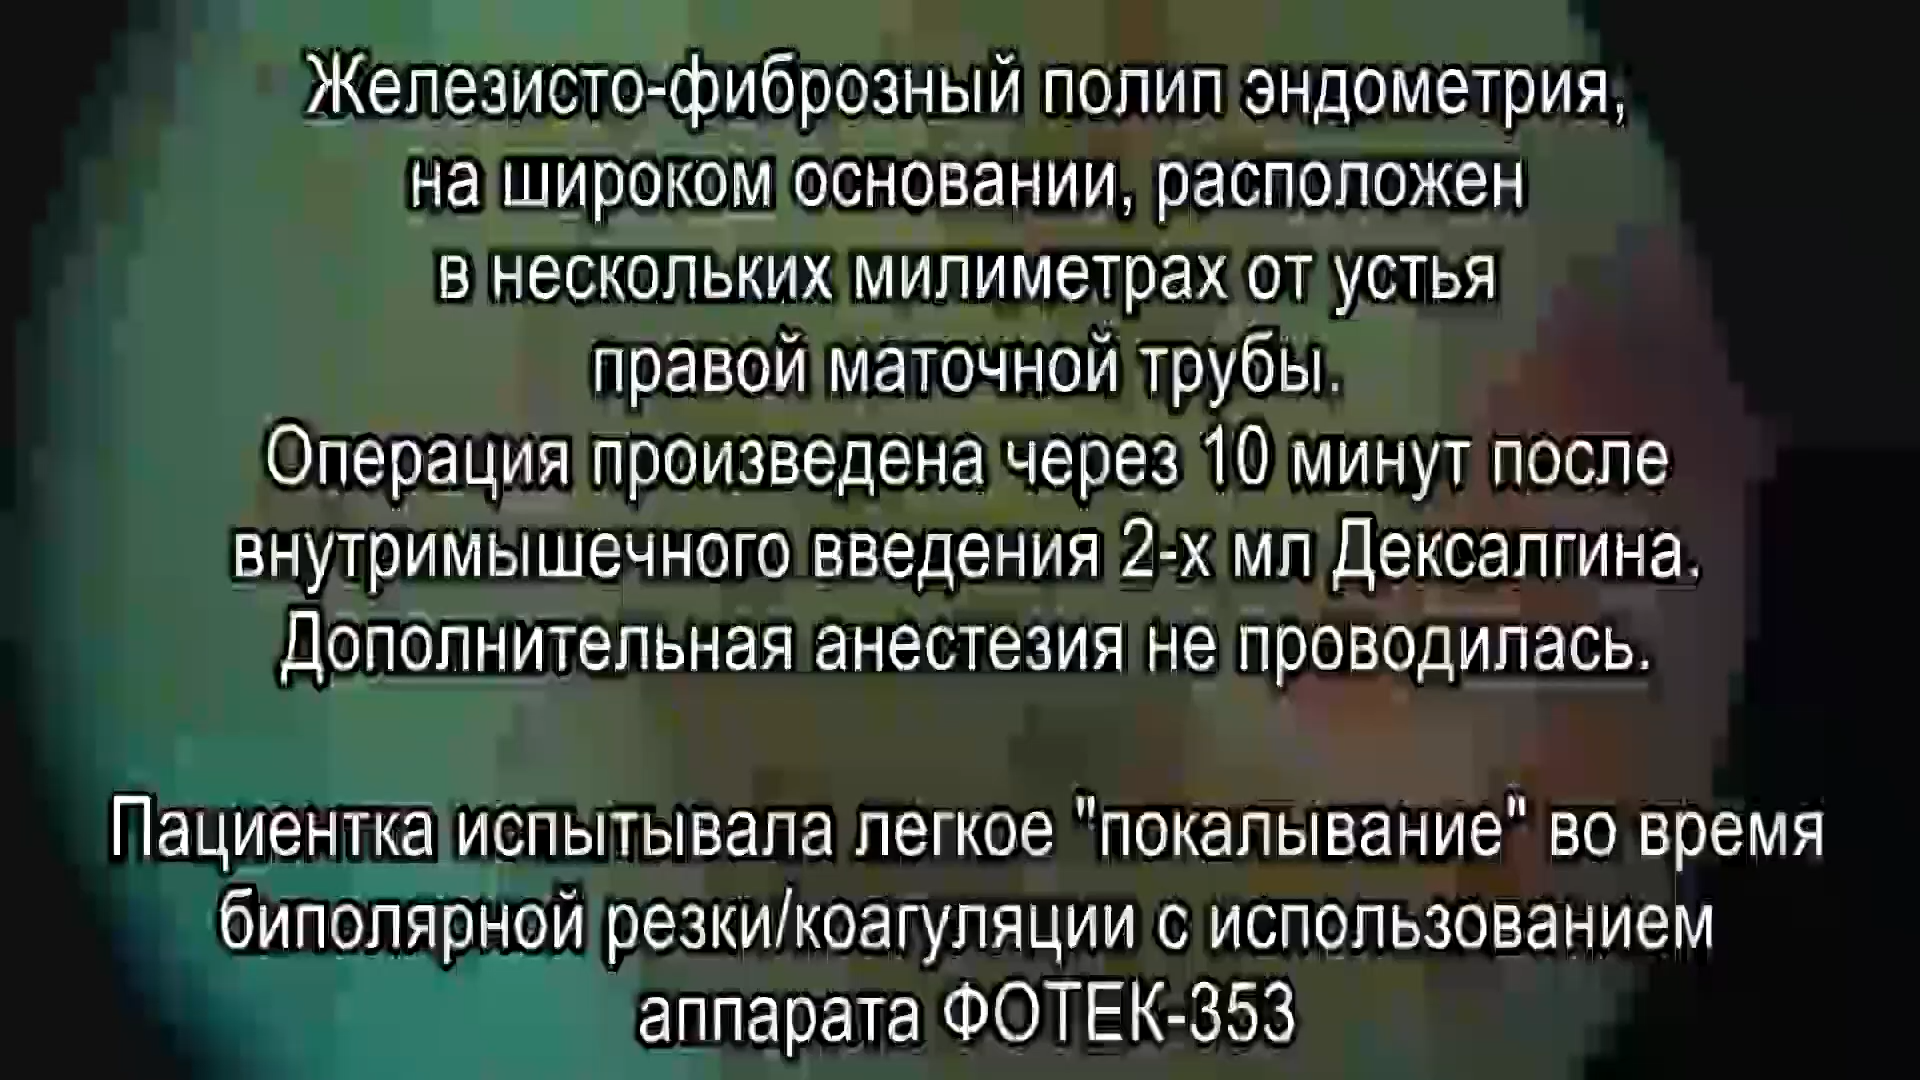 Железисто-фиброзный полип эндометрия,
на широком основании, расположен
в нескольких милиметрах от устья
правой маточной трубы.
Операция произведена через 10 минут после
внутримышечного введения 2-х мл Дексалгина.
Дополнительная анестезия не проводилась.
Пациентка испытывала легкое "покалывание" во время
биполярной резки/коагуляции с использованием
аппарата ФОТЕК-353